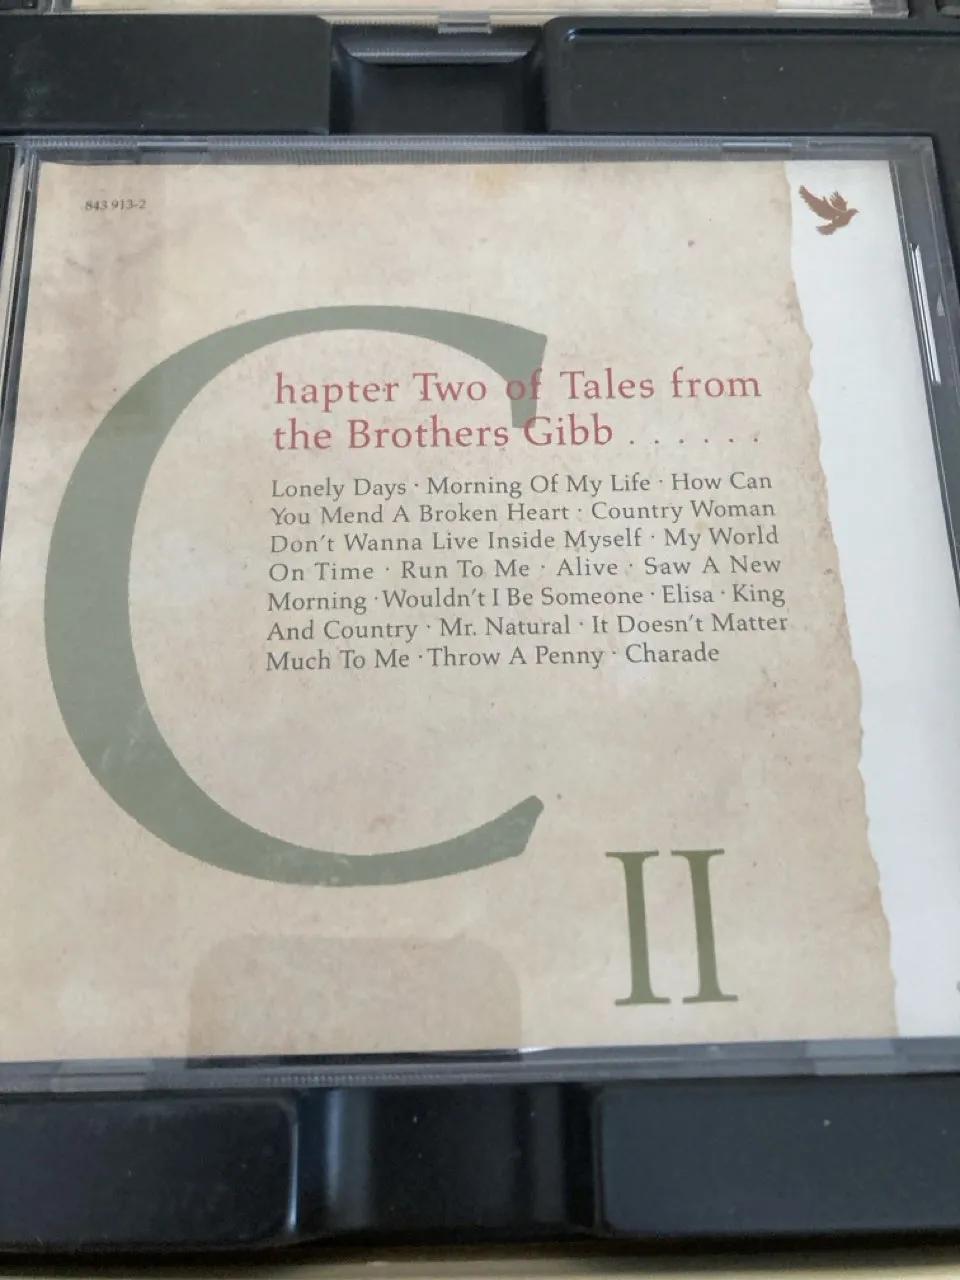 843 913-2
Chapter Two of Tales from
the Brothers Gibb . . . . . .
Lonely Days · Morning Of My Life · How Can
You Mend A Broken Heart · Country Woman
Don't Wanna Live Inside Myself · My World
On Time · Run To Me · Alive · Saw A New
Morning · Wouldn't I Be Someone · Elisa · King
And Country · Mr. Natural · It Doesn't Matter
Much To Me · Throw A Penny · Charade
II